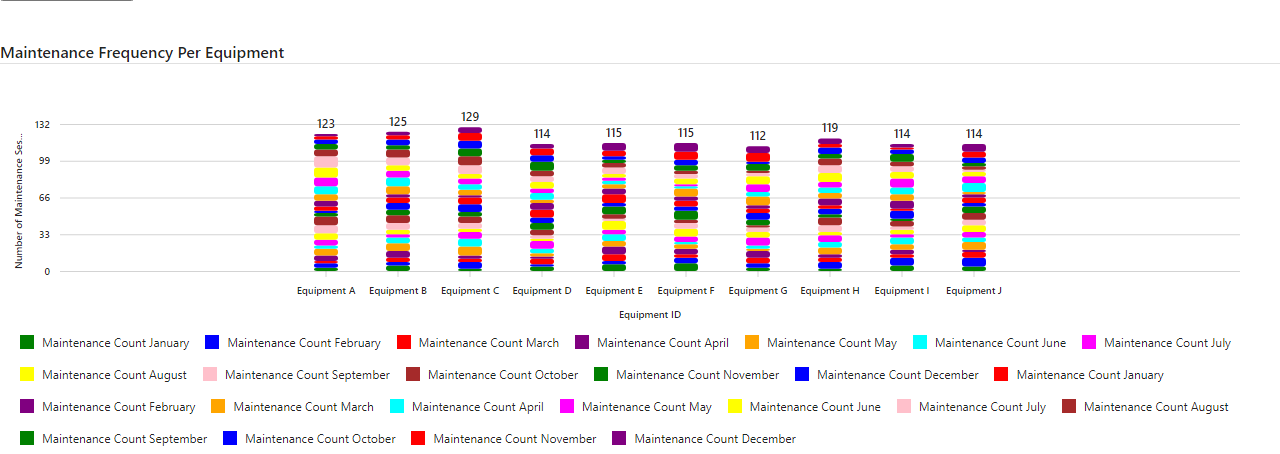 Maintenance Frequency Per Equipment
Number of Maintenance Ses...
132
99
66
33
0
123 125 129 114 115 115 112 119 114 114
Equipment A Equipment B Equipment C Equipment D Equipment E Equipment F Equipment G Equipment H Equipment I Equipment J
Equipment ID
Maintenance Count January Maintenance Count February Maintenance Count March Maintenance Count April Maintenance Count May Maintenance Count June Maintenance Count July
Maintenance Count August Maintenance Count September Maintenance Count October Maintenance Count November Maintenance Count December Maintenance Count January
Maintenance Count February Maintenance Count March Maintenance Count April Maintenance Count May Maintenance Count June Maintenance Count July Maintenance Count August
Maintenance Count September Maintenance Count October Maintenance Count November Maintenance Count December